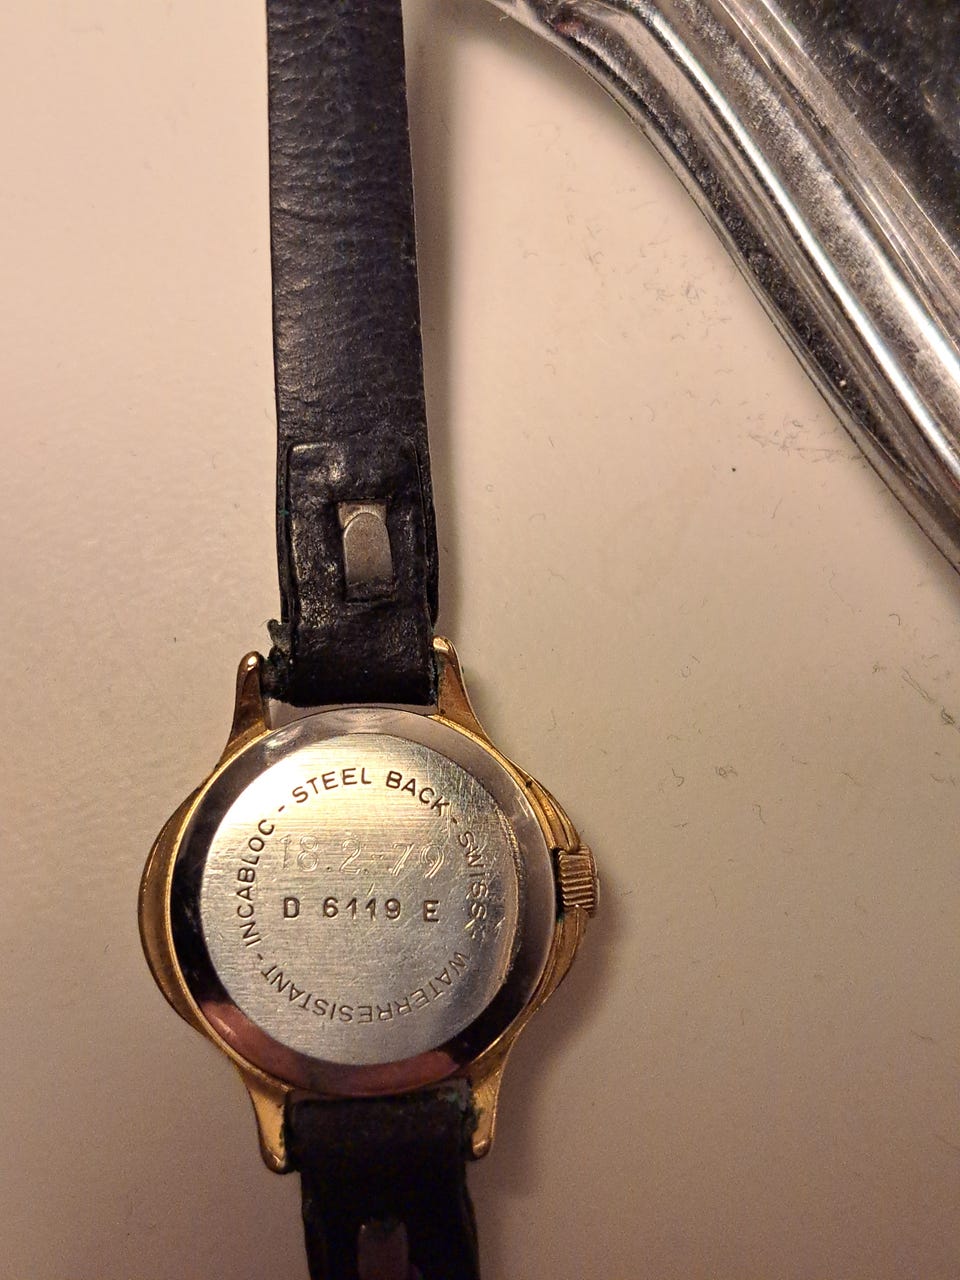 INCABLOC - STEEL BACK - SWISS - WATERRESISTANT -
18.2.-79
D 6119 E